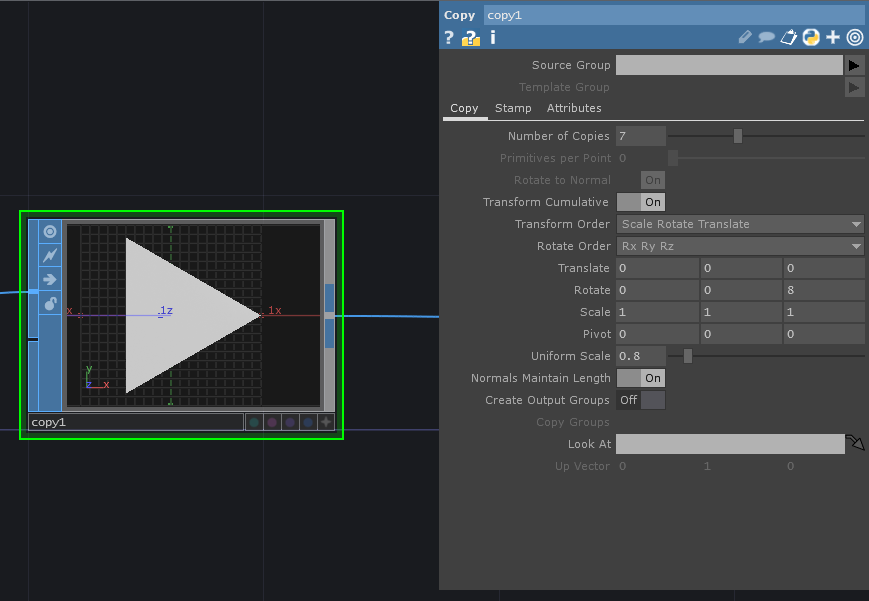 Copy copy1
? ? i
Source Group
Template Group
Copy Stamp Attributes
Number of Copies 7
Primitives per Point 0
Rotate to Normal On
Transform Cumulative On
Transform Order Scale Rotate Translate
Rotate Order Rx Ry Rz
Translate 0 0 0
Rotate 0 0 8
Scale 1 1 1
Pivot 0 0 0
Uniform Scale 0.8
Normals Maintain Length On
Create Output Groups Off
Copy Groups
Look At
Up Vector 0 1 0
x 1z 1x
y
z x
copy1